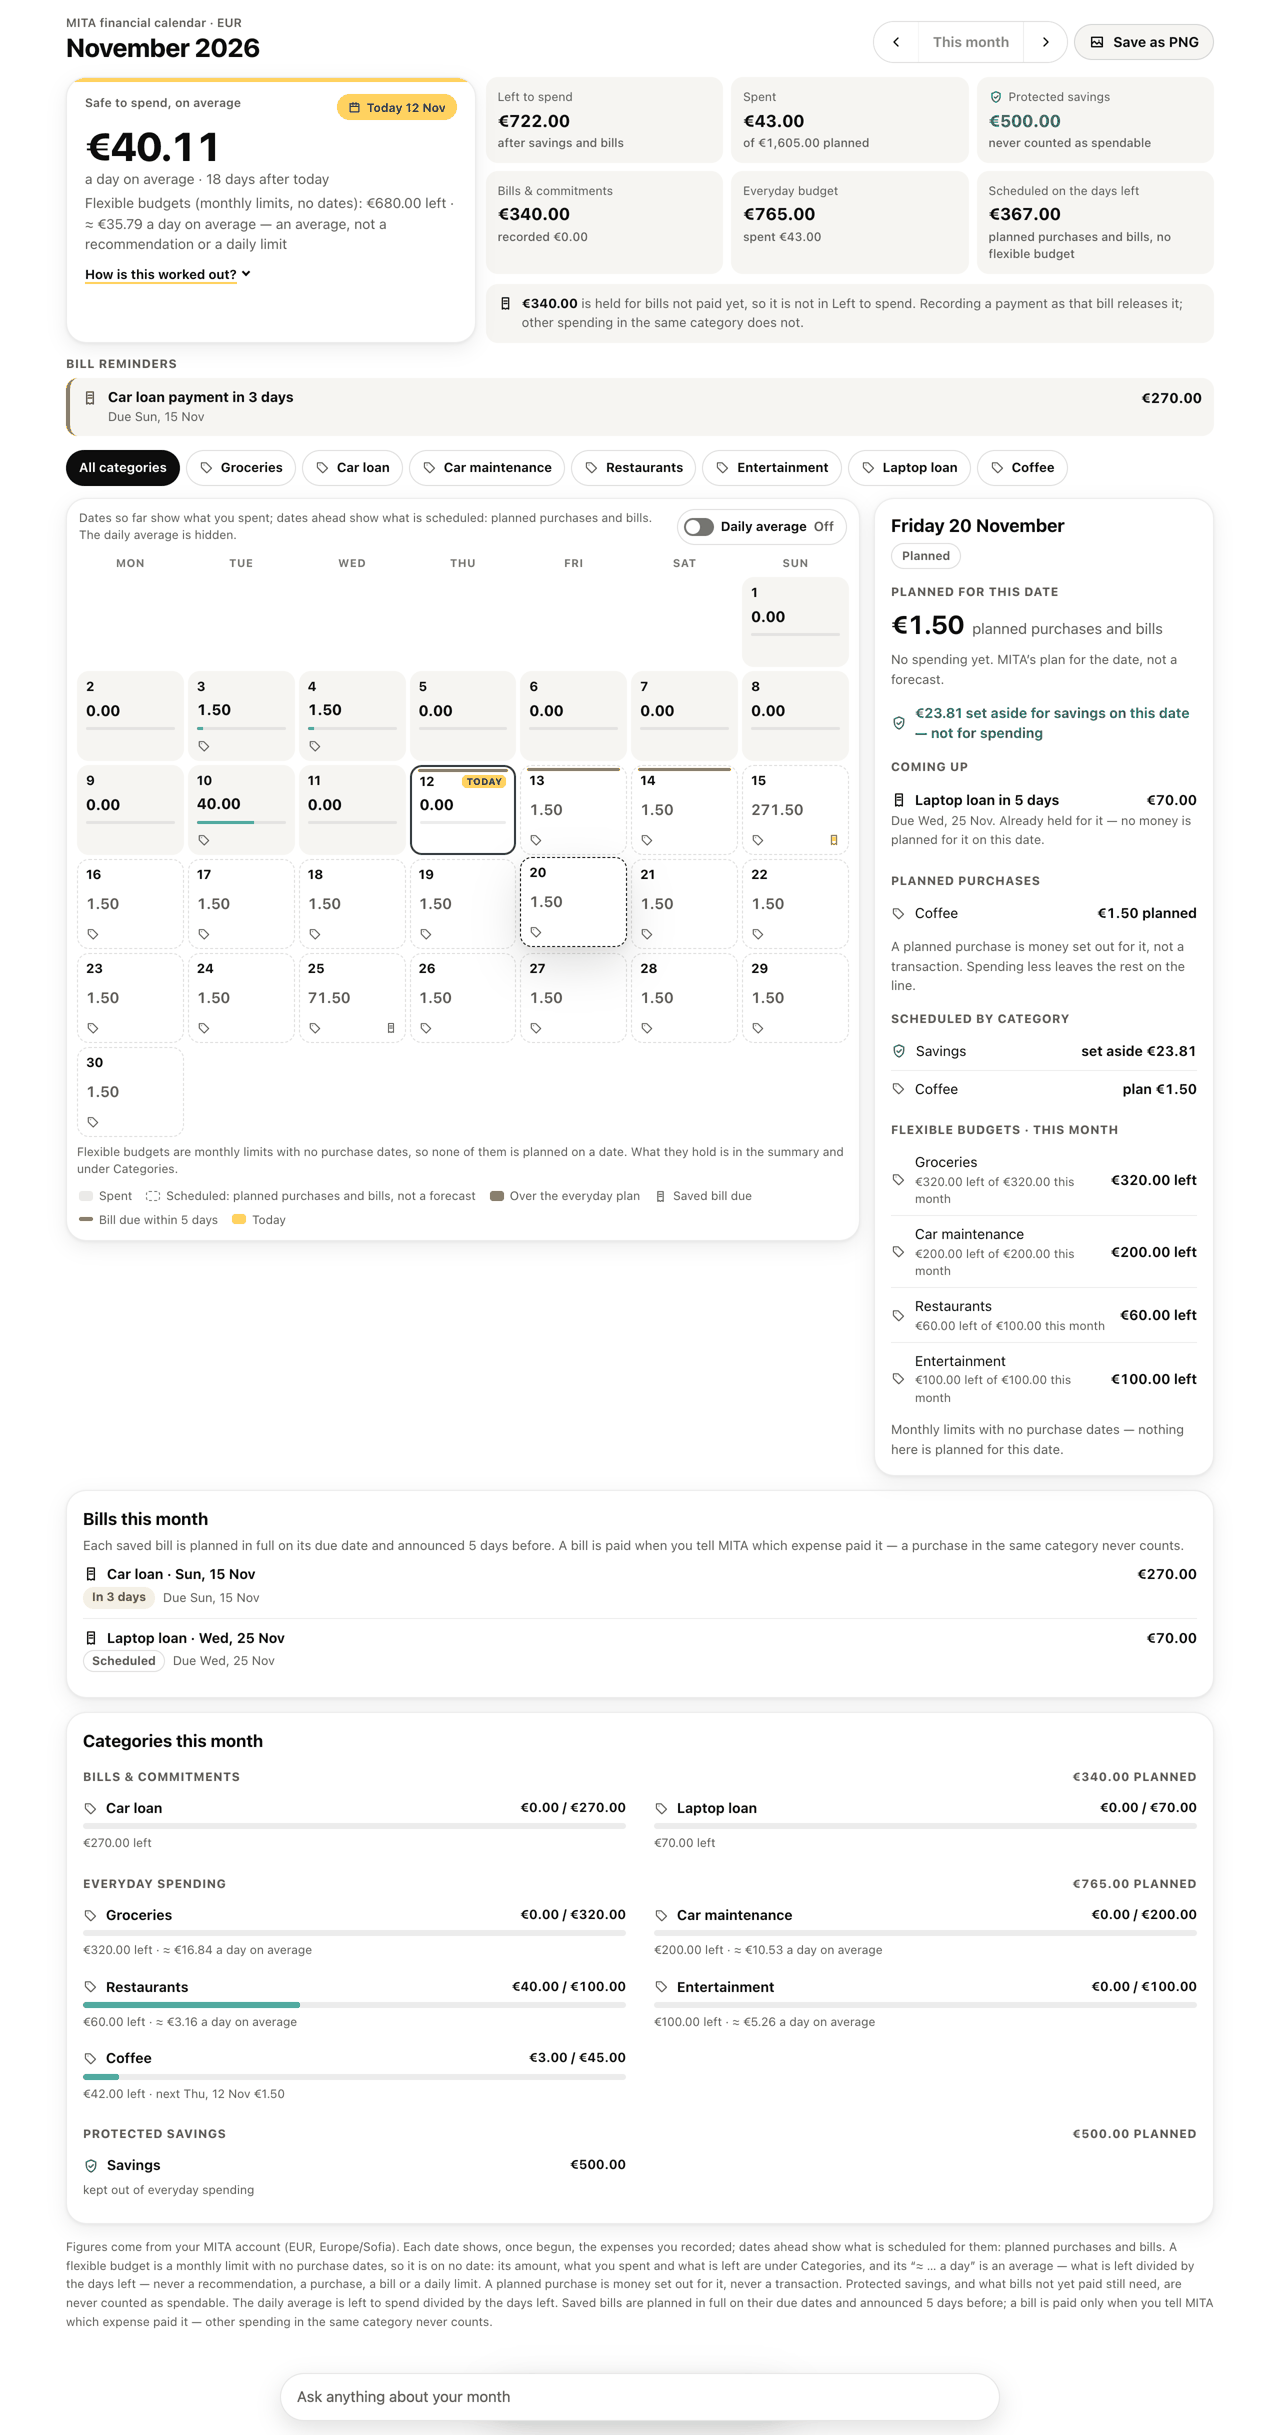 MITA financial calendar · EUR
November 2026
This month
Save as PNG
Safe to spend, on average
Today 12 Nov
€40.11
a day on average · 18 days after today
Flexible budgets (monthly limits, no dates): €680.00 left ·
≈ €35.79 a day on average — an average, not a
recommendation or a daily limit
How is this worked out?
Left to spend
€722.00
after savings and bills
Spent
€43.00
of €1,605.00 planned
Protected savings
€500.00
never counted as spendable
Bills & commitments
€340.00
recorded €0.00
Everyday budget
€765.00
spent €43.00
Scheduled on the days left
€367.00
planned purchases and bills, no
flexible budget
€340.00 is held for bills not paid yet, so it is not in Left to spend. Recording a payment as that bill releases it;
other spending in the same category does not.
BILL REMINDERS
Car loan payment in 3 days
€270.00
Due Sun, 15 Nov
All categories
Groceries
Car loan
Car maintenance
Restaurants
Entertainment
Laptop loan
Coffee
Dates so far show what you spent; dates ahead show what is scheduled: planned purchases and bills.
The daily average is hidden.
Daily average Off
MON TUE WED THU FRI SAT SUN
1
0.00
2 3 4 5 6 7 8
0.00 1.50 1.50 0.00 0.00 0.00 0.00
9 10 11 12 TODAY 13 14 15
0.00 40.00 0.00 0.00 1.50 1.50 271.50
16 17 18 19 20 21 22
1.50 1.50 1.50 1.50 1.50 1.50 1.50
23 24 25 26 27 28 29
1.50 1.50 71.50 1.50 1.50 1.50 1.50
30
1.50
Flexible budgets are monthly limits with no purchase dates, so none of them is planned on a date. What they hold is in the summary and
under Categories.
Spent
Scheduled: planned purchases and bills, not a forecast
Over the everyday plan
Saved bill due
Bill due within 5 days
Today
Friday 20 November
Planned
PLANNED FOR THIS DATE
€1.50 planned purchases and bills
No spending yet. MITA's plan for the date, not a
forecast.
€23.81 set aside for savings on this date
— not for spending
COMING UP
Laptop loan in 5 days €70.00
Due Wed, 25 Nov. Already held for it — no money is
planned for it on this date.
PLANNED PURCHASES
Coffee €1.50 planned
A planned purchase is money set out for it, not a
transaction. Spending less leaves the rest on the
line.
SCHEDULED BY CATEGORY
Savings set aside €23.81
Coffee plan €1.50
FLEXIBLE BUDGETS · THIS MONTH
Groceries
€320.00 left of €320.00 this
month
€320.00 left
Car maintenance
€200.00 left of €200.00 this
month
€200.00 left
Restaurants
€60.00 left of €100.00 this month
€60.00 left
Entertainment
€100.00 left of €100.00 this
month
€100.00 left
Monthly limits with no purchase dates — nothing
here is planned for this date.
Bills this month
Each saved bill is planned in full on its due date and announced 5 days before. A bill is paid when you tell MITA which expense paid it — a purchase in the same category never counts.
Car loan · Sun, 15 Nov €270.00
In 3 days Due Sun, 15 Nov
Laptop loan · Wed, 25 Nov €70.00
Scheduled Due Wed, 25 Nov
Categories this month
BILLS & COMMITMENTS €340.00 PLANNED
Car loan €0.00 / €270.00
€270.00 left
Laptop loan €0.00 / €70.00
€70.00 left
EVERYDAY SPENDING €765.00 PLANNED
Groceries €0.00 / €320.00
€320.00 left · ≈ €16.84 a day on average
Car maintenance €0.00 / €200.00
€200.00 left · ≈ €10.53 a day on average
Restaurants €40.00 / €100.00
€60.00 left · ≈ €3.16 a day on average
Entertainment €0.00 / €100.00
€100.00 left · ≈ €5.26 a day on average
Coffee €3.00 / €45.00
€42.00 left · next Thu, 12 Nov €1.50
PROTECTED SAVINGS €500.00 PLANNED
Savings €500.00
kept out of everyday spending
Figures come from your MITA account (EUR, Europe/Sofia). Each date shows, once begun, the expenses you recorded; dates ahead show what is scheduled for them: planned purchases and bills. A
flexible budget is a monthly limit with no purchase dates, so it is on no date: its amount, what you spent and what is left are under Categories, and its “≈ … a day” is an average — what is left divided by
the days left — never a recommendation, a purchase, a bill or a daily limit. A planned purchase is money set out for it, never a transaction. Protected savings, and what bills not yet paid still need, are
never counted as spendable. The daily average is left to spend divided by the days left. Saved bills are planned in full on their due dates and announced 5 days before; a bill is paid only when you tell MITA
which expense paid it — other spending in the same category never counts.
Ask anything about your month